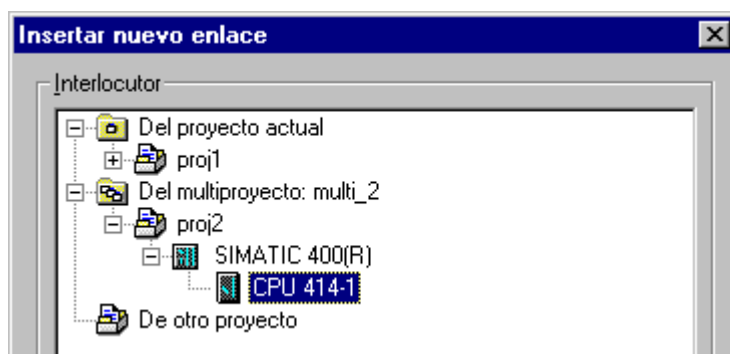 Insertar nuevo enlace
Interlocutor
Del proyecto actual
proj1
Del multiproyecto: multi_2
proj2
SIMATIC 400(R)
CPU 414-1
De otro proyecto